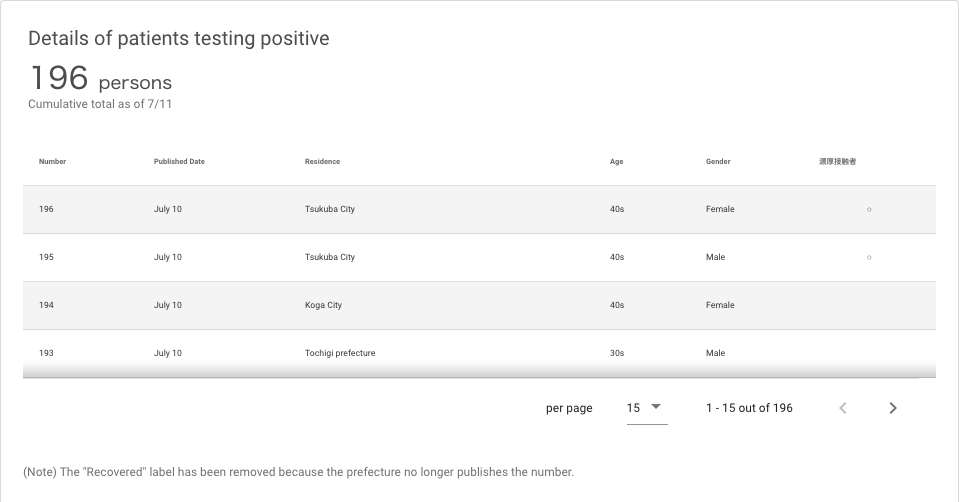 Details of patients testing positive
196 persons
Cumulative total as of 7/11
Number Published Date Residence Age Gender 濃厚接触者
196 July 10 Tsukuba City 40s Female ○
195 July 10 Tsukuba City 40s Male ○
194 July 10 Koga City 40s Female
193 July 10 Tochigi prefecture 30s Male
per page 15 1 - 15 out of 196
(Note) The "Recovered" label has been removed because the prefecture no longer publishes the number.